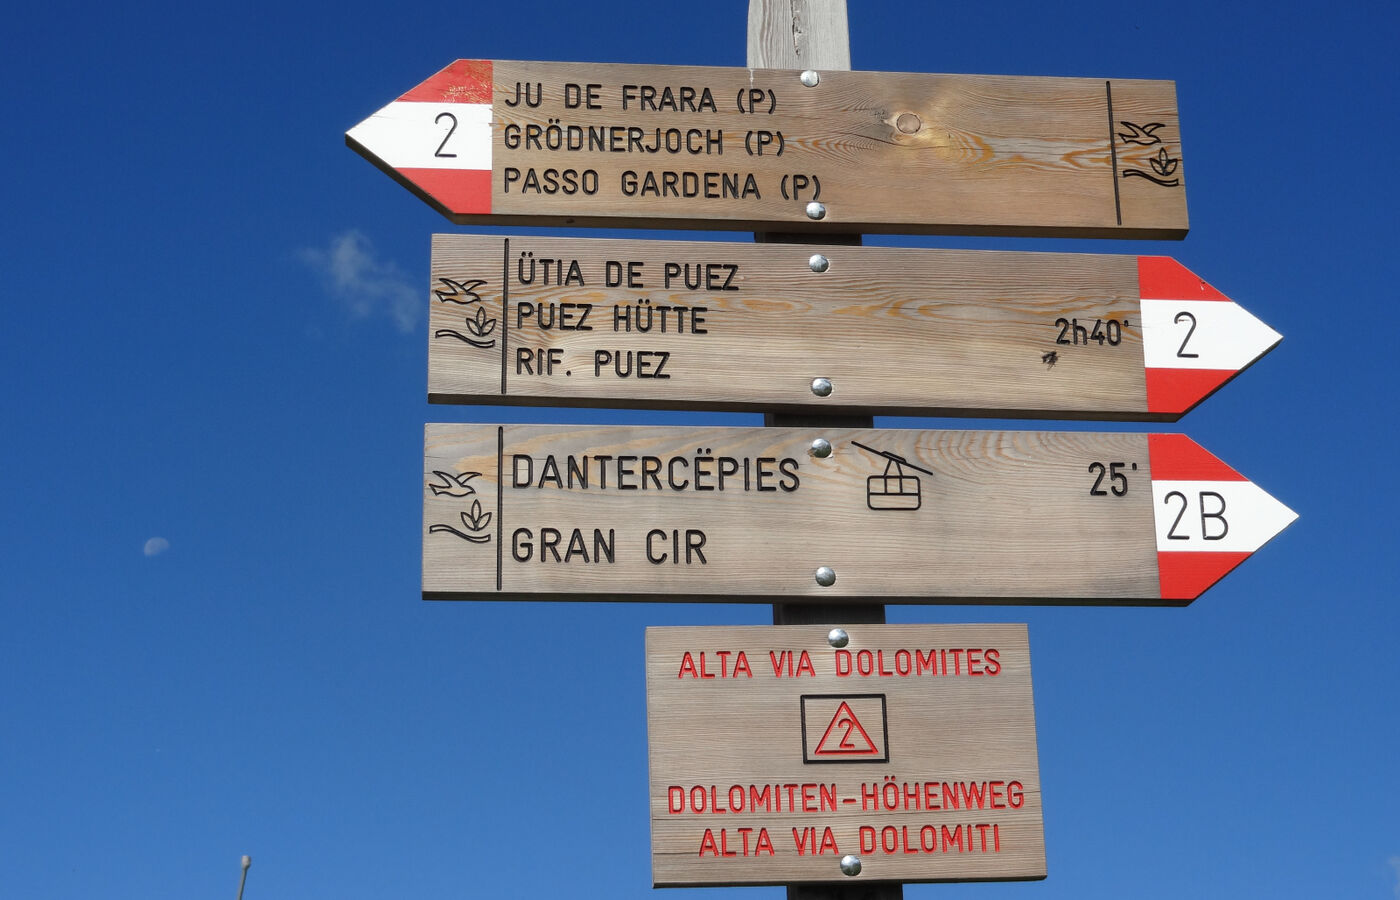 2
JU DE FRARA (P)
GRÖDNERJOCH (P)
PASSO GARDENA (P)
ÜTIA DE PUEZ
PUEZ HÜTTE
RIF. PUEZ
2h40'
2
DANTERCËPIES
GRAN CIR
25'
2B
ALTA VIA DOLOMITES
2
DOLOMITEN-HÖHENWEG
ALTA VIA DOLOMITI